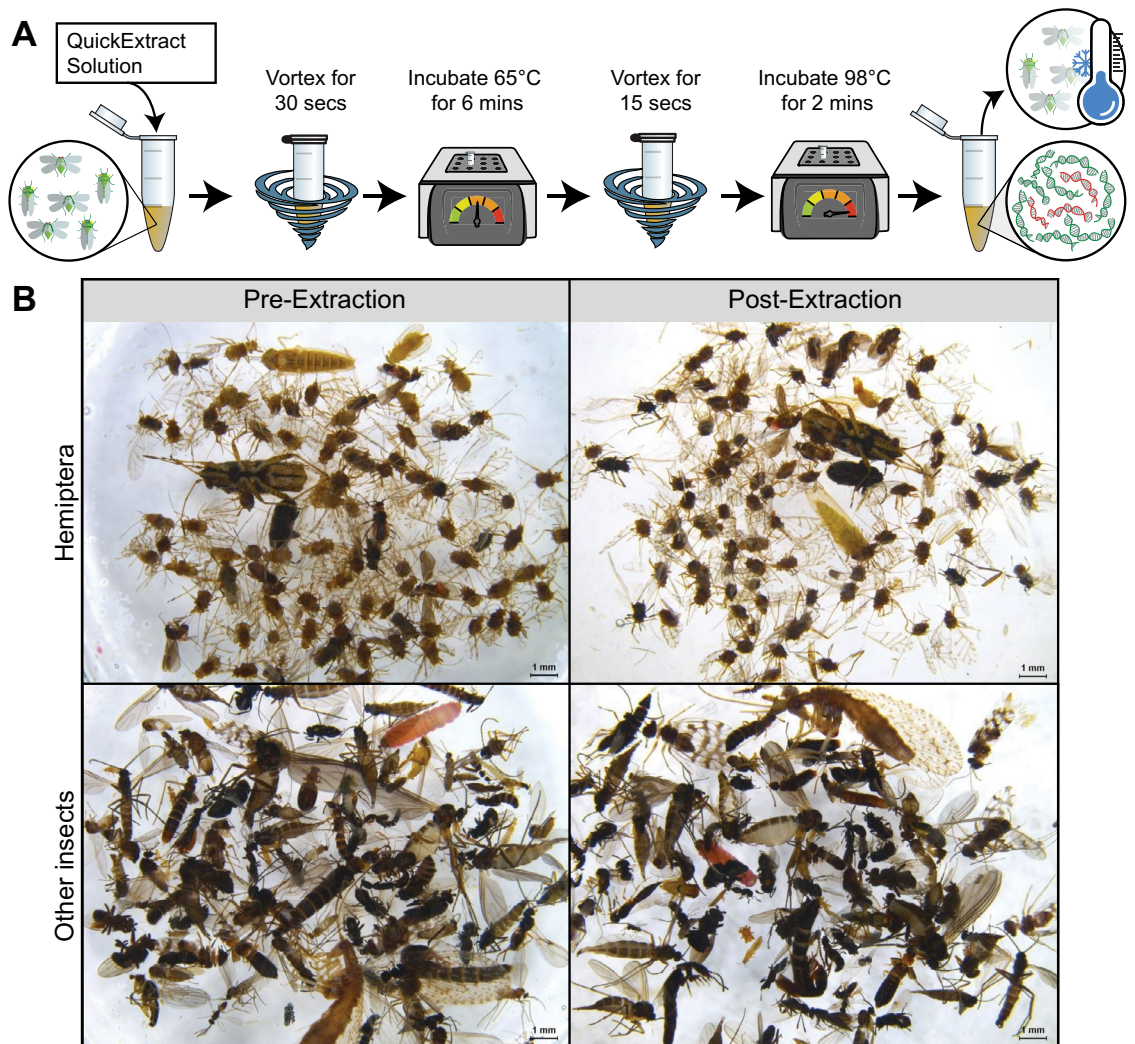 A
QuickExtract
Solution
Vortex for
30 secs
Incubate 65°C
for 6 mins
Vortex for
15 secs
Incubate 98°C
for 2 mins
B
Pre-Extraction
Post-Extraction
Hemiptera
1 mm
1 mm
Other insects
1 mm
1 mm